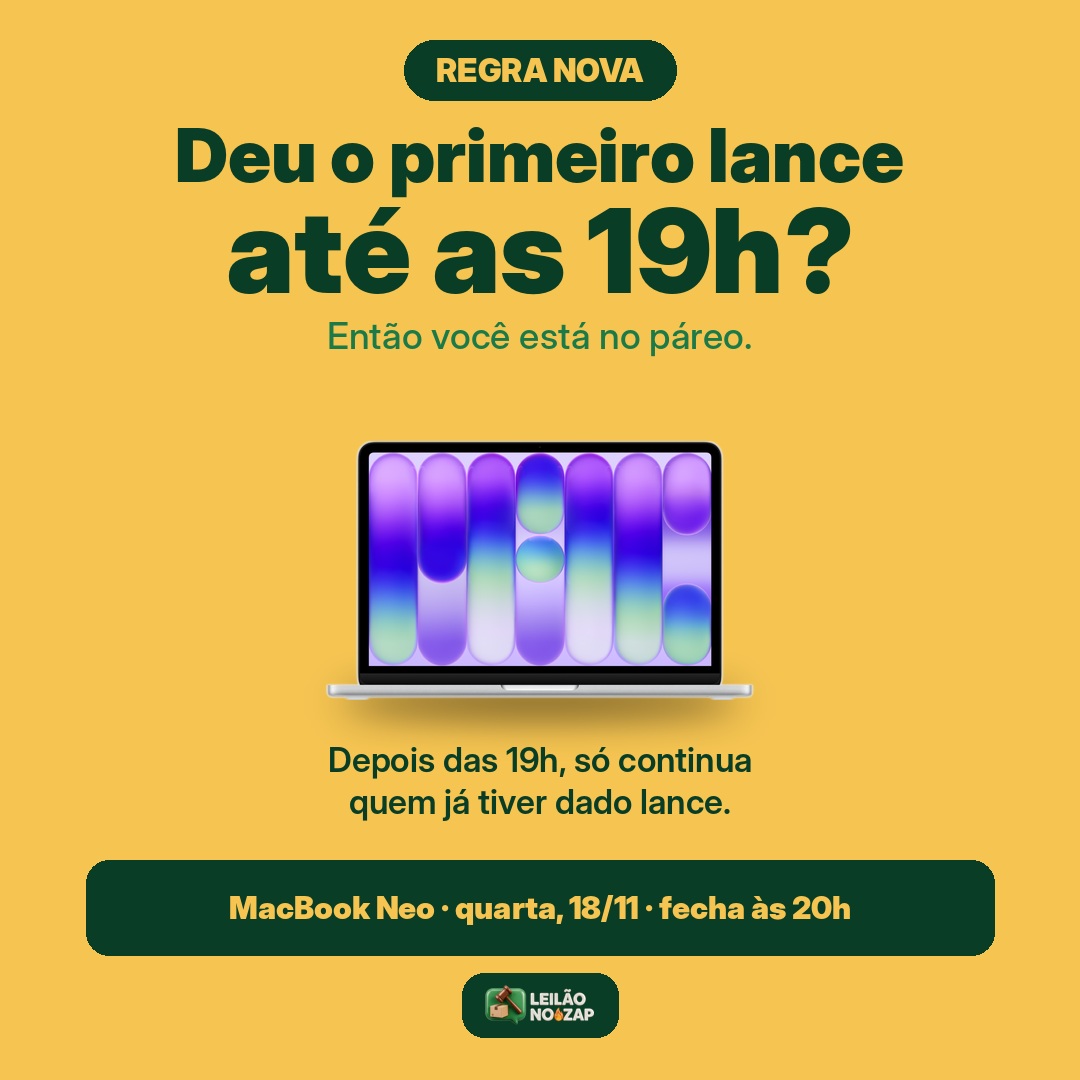 REGRA NOVA
Deu o primeiro lance
até as 19h?
Então você está no páreo.
Depois das 19h, só continua
quem já tiver dado lance.
MacBook Neo · quarta, 18/11 · fecha às 20h
LEILÃO
NO ZAP